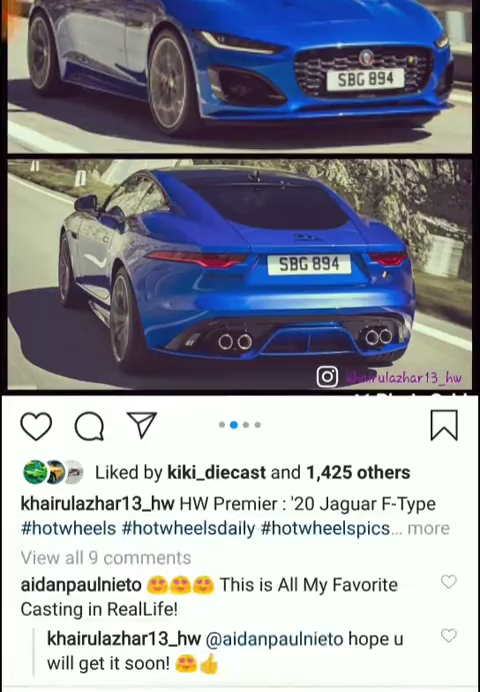 SBG 894
SBG 894
khairulazhar13_hw
Liked by kiki_diecast and 1,425 others
khairulazhar13_hw HW Premier : '20 Jaguar F-Type
#hotwheels #hotwheelsdaily #hotwheelspics... more
View all 9 comments
aidanpaulnieto 😍😍😍 This is All My Favorite
Casting in RealLife!
khairulazhar13_hw @aidanpaulnieto hope u
will get it soon! 😍👍